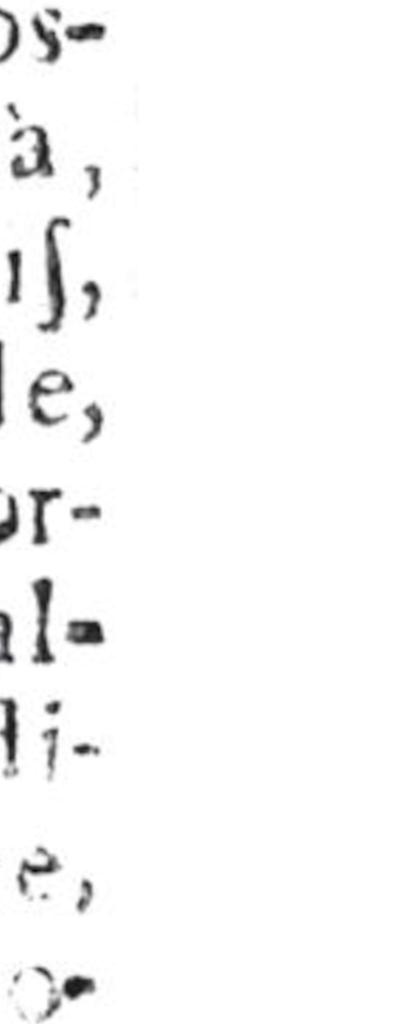 os-
à,
ıſ,
le,
or-
al-
li-
e,
o-